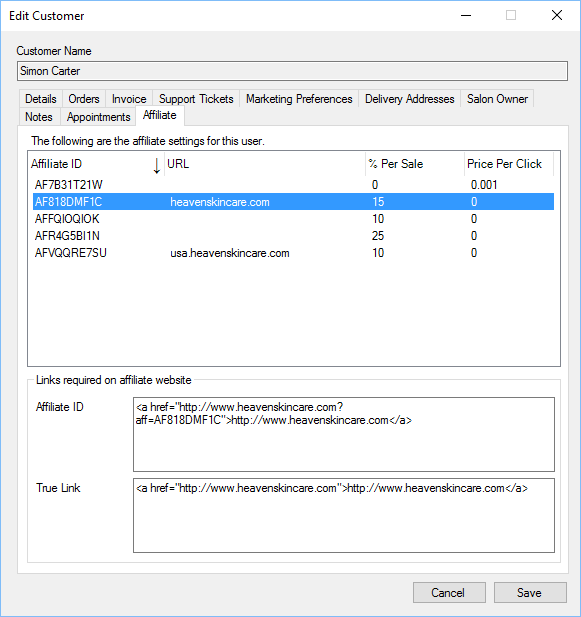 Edit Customer
Customer Name
Simon Carter
Details Orders Invoice Support Tickets Marketing Preferences Delivery Addresses Salon Owner
Notes Appointments Affiliate
The following are the affiliate settings for this user.
Affiliate ID URL % Per Sale Price Per Click
AF7B31T21W 0 0.001
AF818DMF1C heavenskincare.com 15 0
AFFQIOQIOK 10 0
AFR4G5BI1N 25 0
AFVQQRE7SU usa.heavenskincare.com 10 0
Links required on affiliate website
Affiliate ID <a href="http://www.heavenskincare.com?
aff=AF818DMF1C">http://www.heavenskincare.com</a>
True Link <a href="http://www.heavenskincare.com">http://www.heavenskincare.com</a>
Cancel Save